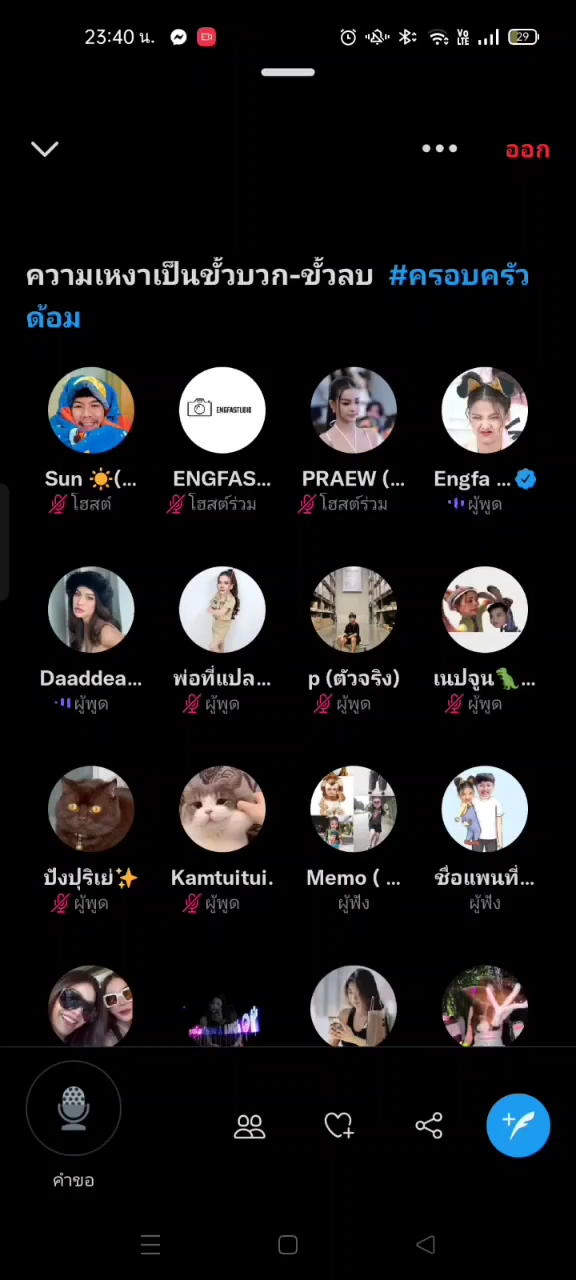 23:40 น.
VO LTE
29
ออก
ความเหงาเป็นขั้วบวก-ขั้วลบ #ครอบครัว
ด้อม
ENGFASTUDIO
Sun ☀️(... ENGFAS... PRAEW (... Engfa ...
โฮสต์ โฮสต์ร่วม โฮสต์ร่วม ผู้พูด
Daaddea... พ่อที่แปล... p (ตัวจริง) เนปจูน🦖...
ผู้พูด ผู้พูด ผู้พูด ผู้พูด
ปังปุริเย่✨ Kamtuitui. Memo ( ... ชื่อแพนที่...
ผู้พูด ผู้พูด ผู้ฟัง ผู้ฟัง
คำขอ